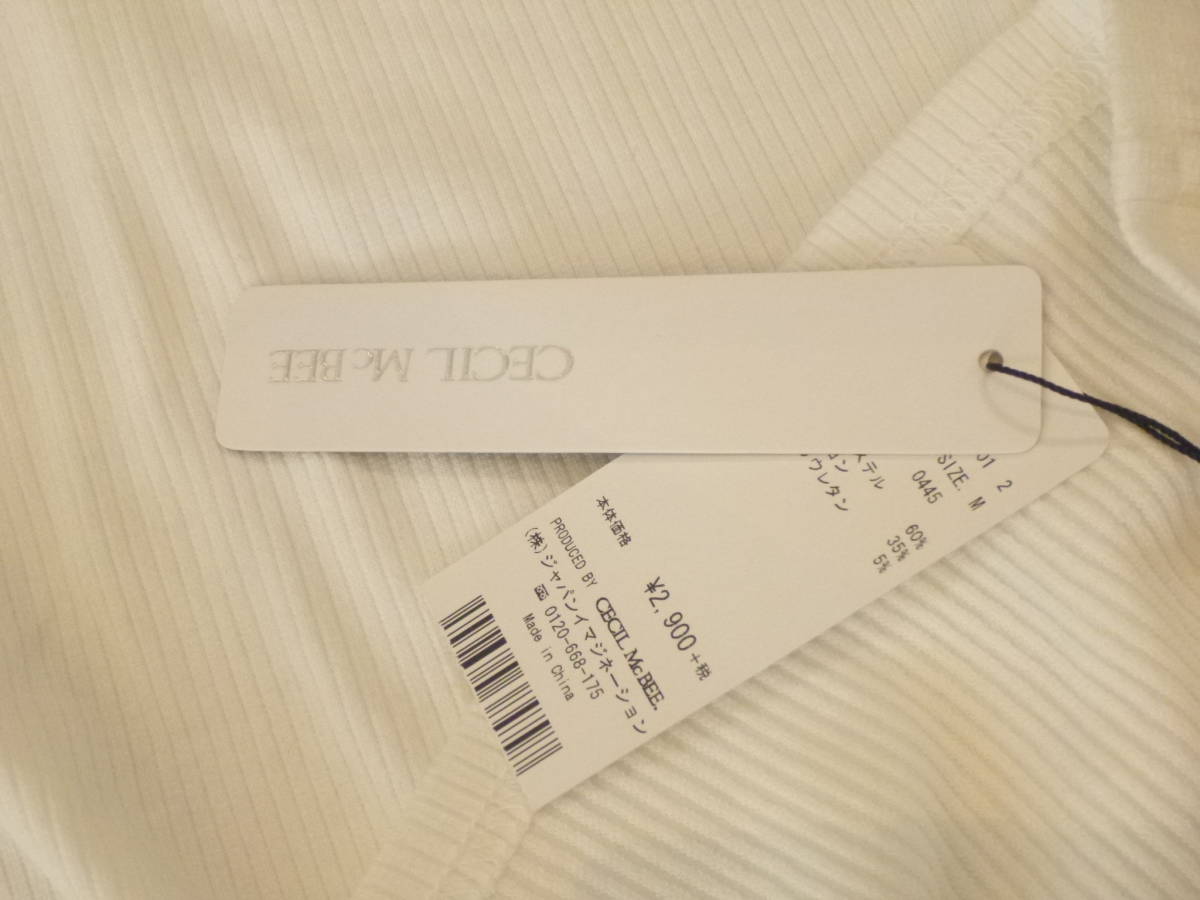 CECIL McBEE
01 2
SIZE. M
0445
ステル 60%
ン 35%
ウレタン 5%
本体価格 ¥2,900+税
PRODUCED BY CECIL McBEE.
(株)ジャパンイマジネーション
0120-668-175
Made in China